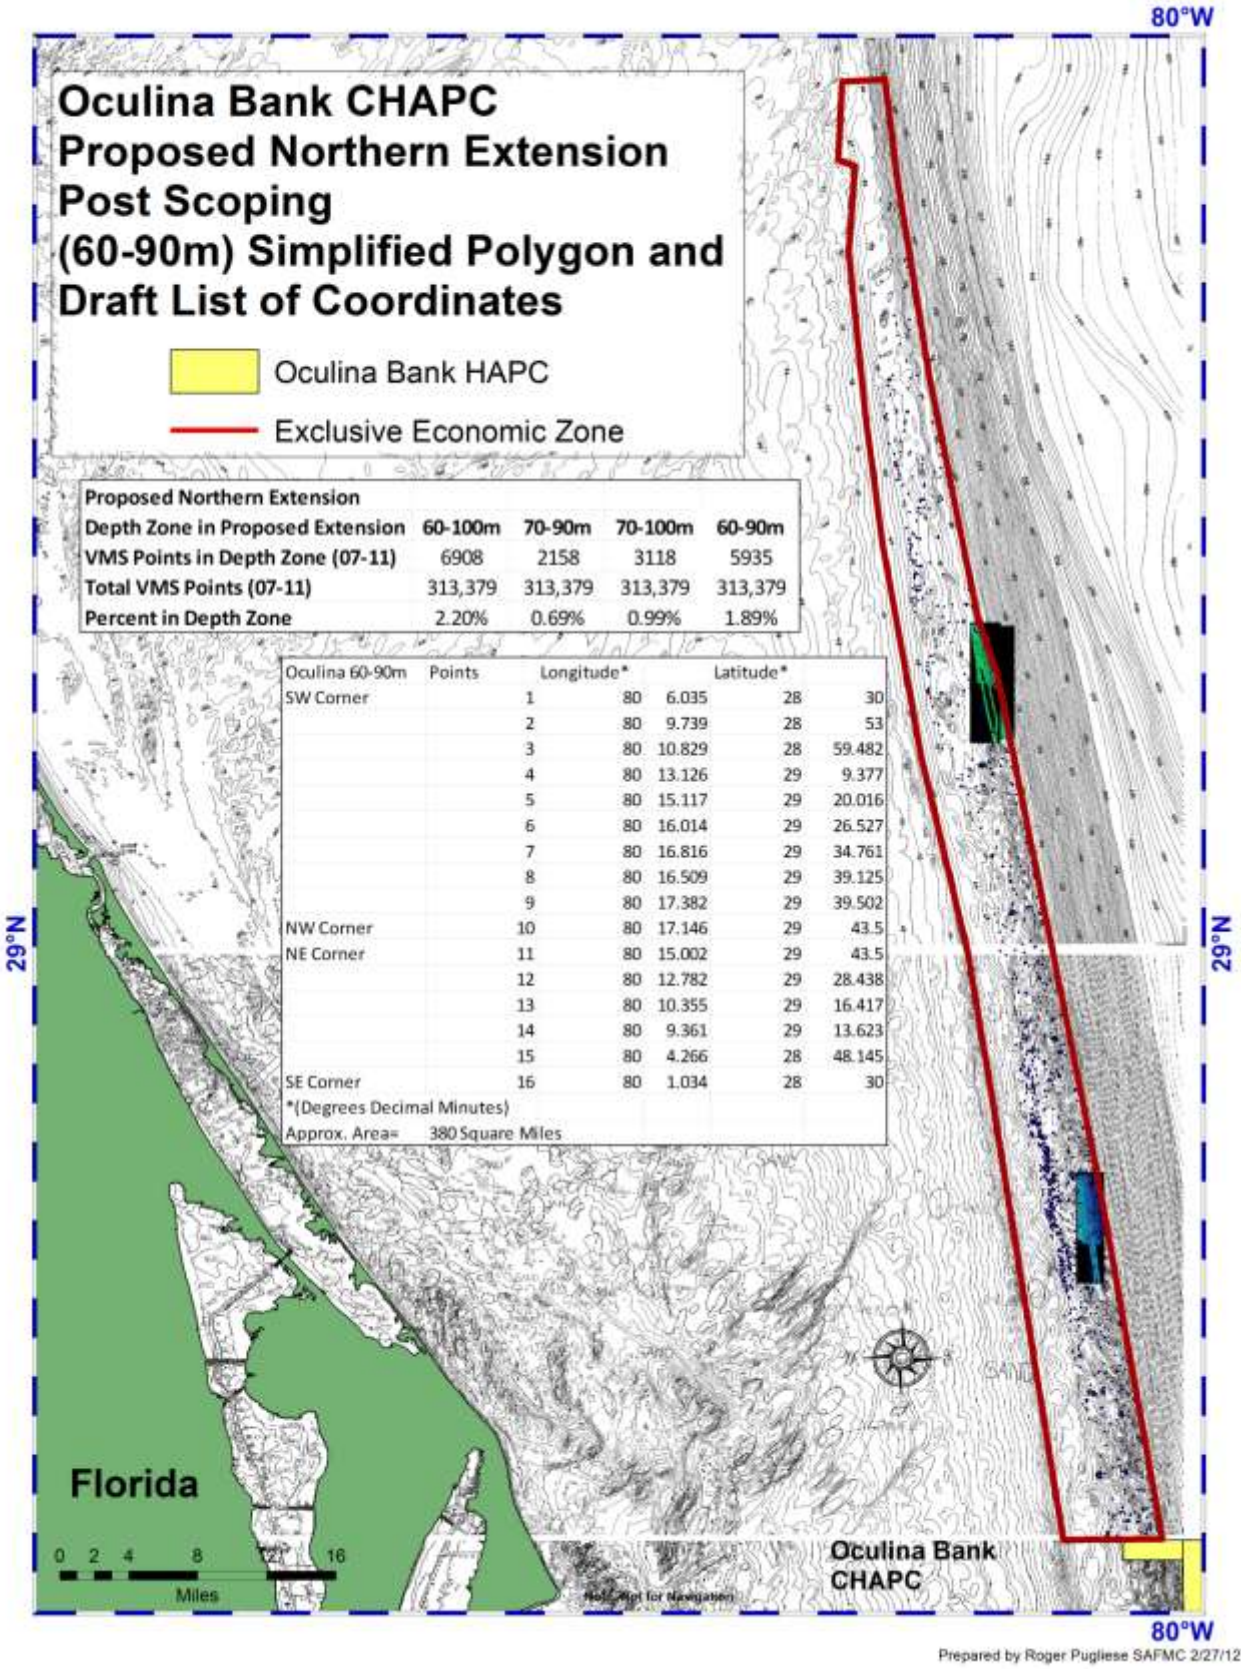 80°W
Oculina Bank CHAPC
Proposed Northern Extension
Post Scoping
(60-90m) Simplified Polygon and
Draft List of Coordinates
Oculina Bank HAPC
Exclusive Economic Zone
Proposed Northern Extension
Depth Zone in Proposed Extension 60-100m 70-90m 70-100m 60-90m
VMS Points in Depth Zone (07-11) 6908 2158 3118 5935
Total VMS Points (07-11) 313,379 313,379 313,379 313,379
Percent in Depth Zone 2.20% 0.69% 0.99% 1.89%
Oculina 60-90m Points Longitude* Latitude*
SW Corner 1 80 6.035 28 30
2 80 9.739 28 53
3 80 10.829 28 59.482
4 80 13.126 29 9.377
5 80 15.117 29 20.016
6 80 16.014 29 26.527
7 80 16.816 29 34.761
8 80 16.509 29 39.125
9 80 17.382 29 39.502
NW Corner 10 80 17.146 29 43.5
NE Corner 11 80 15.002 29 43.5
12 80 12.782 29 28.438
13 80 10.355 29 16.417
14 80 9.361 29 13.623
15 80 4.266 28 48.145
SE Corner 16 80 1.034 28 30
*(Degrees Decimal Minutes)
Approx. Area= 380 Square Miles
29°N
29°N
SAND
Florida
0 2 4 8 12 16
Miles
Oculina Bank
CHAPC
Not for Navigation
80°W
Prepared by Roger Pugliese SAFMC 2/27/12